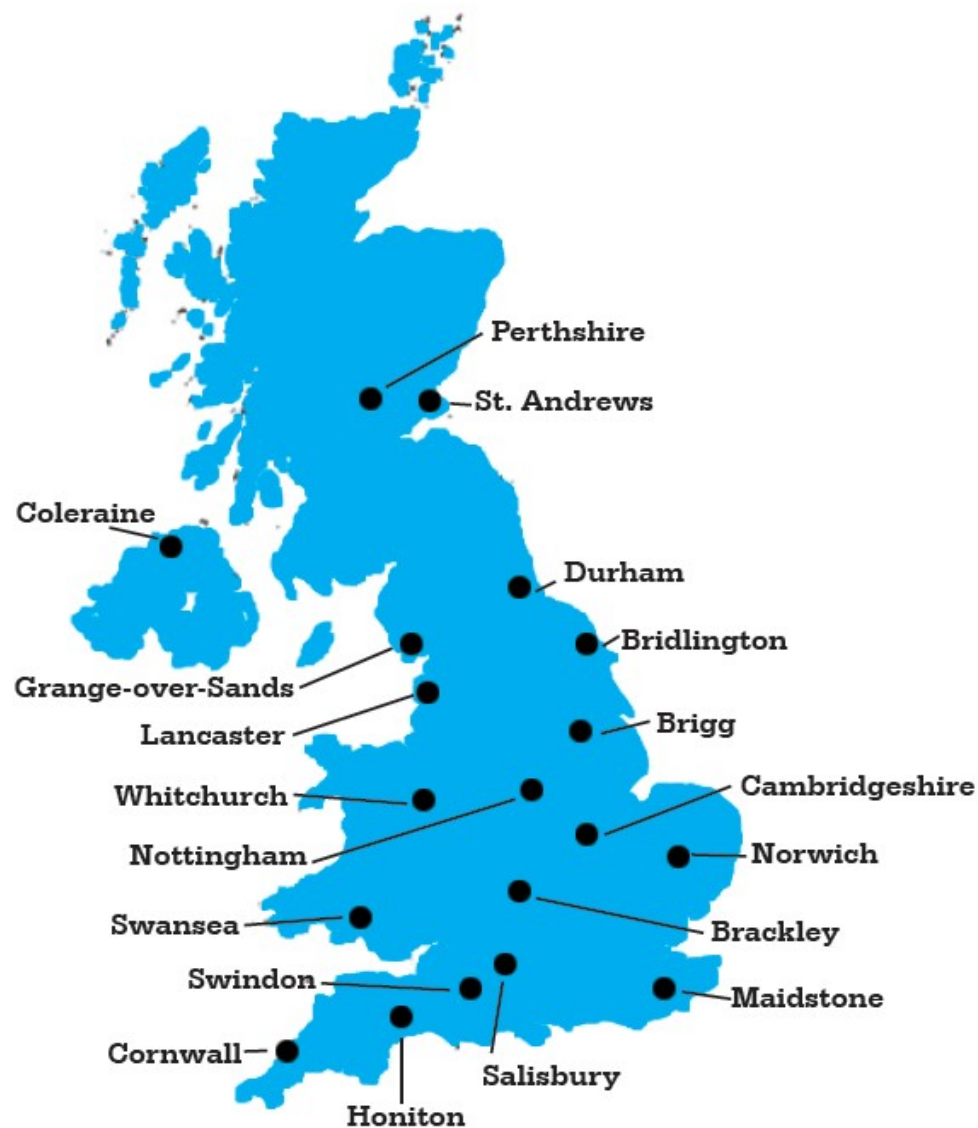 Perthshire
St. Andrews
Coleraine
Durham
Bridlington
Grange-over-Sands
Lancaster
Brigg
Whitchurch
Cambridgeshire
Nottingham
Norwich
Swansea
Brackley
Swindon
Maidstone
Cornwall
Salisbury
Honiton